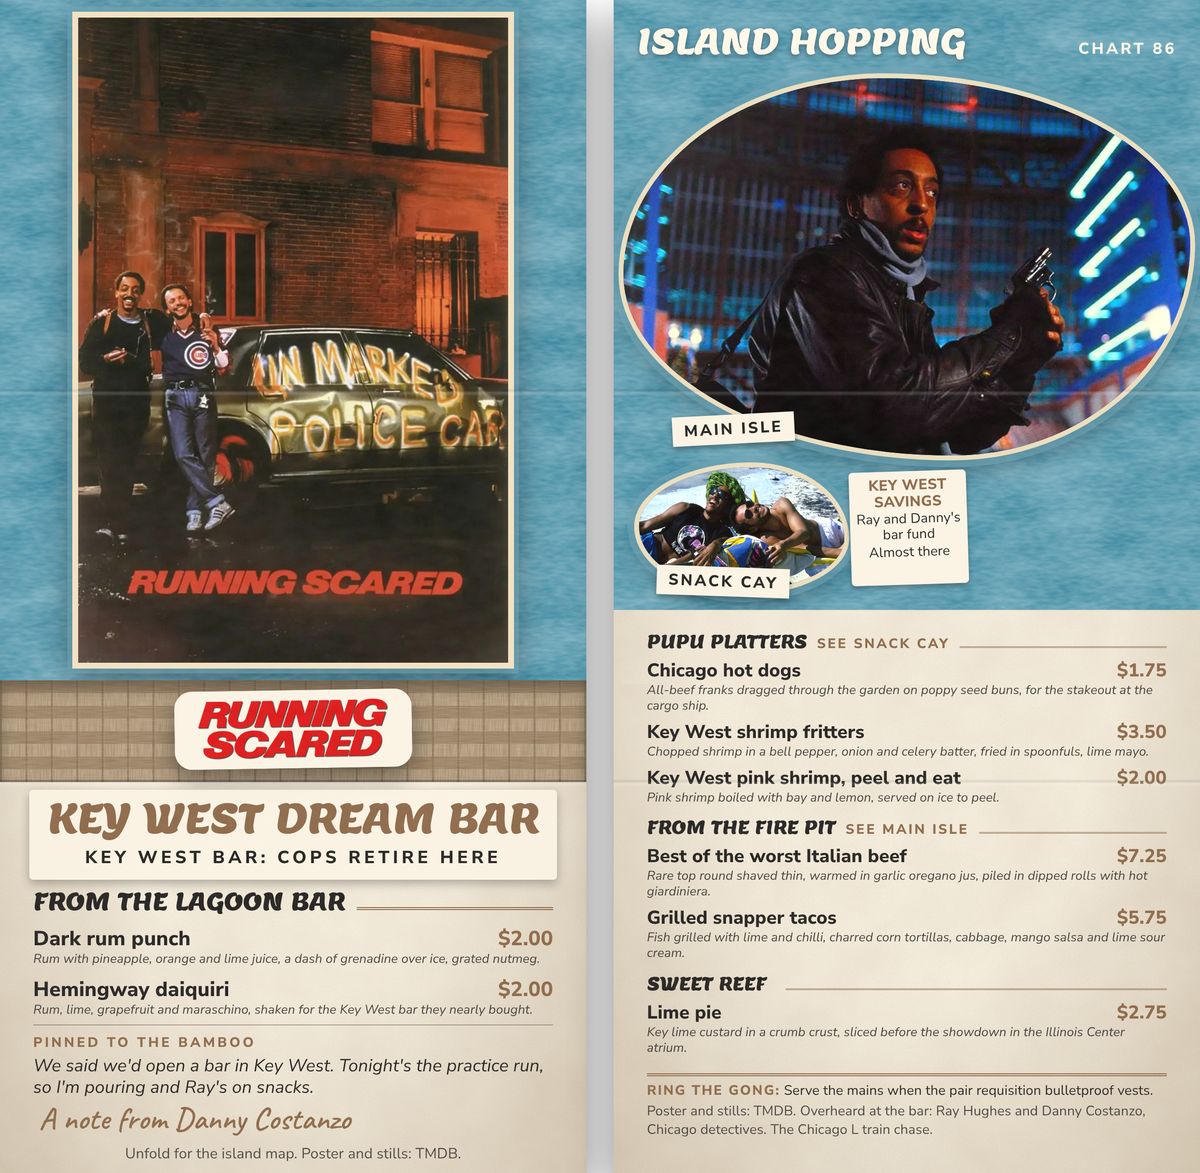 UN MARKED
POLICE CAR
RUNNING SCARED
RUNNING
SCARED
KEY WEST DREAM BAR
KEY WEST BAR: COPS RETIRE HERE
FROM THE LAGOON BAR
Dark rum punch $2.00
Rum with pineapple, orange and lime juice, a dash of grenadine over ice, grated nutmeg.
Hemingway daiquiri $2.00
Rum, lime, grapefruit and maraschino, shaken for the Key West bar they nearly bought.
PINNED TO THE BAMBOO
We said we'd open a bar in Key West. Tonight's the practice run,
so I'm pouring and Ray's on snacks.
A note from Danny Costanzo
Unfold for the island map. Poster and stills: TMDB.
ISLAND HOPPING
CHART 86
MAIN ISLE
SNACK CAY
KEY WEST
SAVINGS
Ray and Danny's
bar fund
Almost there
PUPU PLATTERS SEE SNACK CAY
Chicago hot dogs $1.75
All-beef franks dragged through the garden on poppy seed buns, for the stakeout at the
cargo ship.
Key West shrimp fritters $3.50
Chopped shrimp in a bell pepper, onion and celery batter, fried in spoonfuls, lime mayo.
Key West pink shrimp, peel and eat $2.00
Pink shrimp boiled with bay and lemon, served on ice to peel.
FROM THE FIRE PIT SEE MAIN ISLE
Best of the worst Italian beef $7.25
Rare top round shaved thin, warmed in garlic oregano jus, piled in dipped rolls with hot
giardiniera.
Grilled snapper tacos $5.75
Fish grilled with lime and chilli, charred corn tortillas, cabbage, mango salsa and lime sour
cream.
SWEET REEF
Lime pie $2.75
Key lime custard in a crumb crust, sliced before the showdown in the Illinois Center
atrium.
RING THE GONG: Serve the mains when the pair requisition bulletproof vests.
Poster and stills: TMDB. Overheard at the bar: Ray Hughes and Danny Costanzo,
Chicago detectives. The Chicago L train chase.